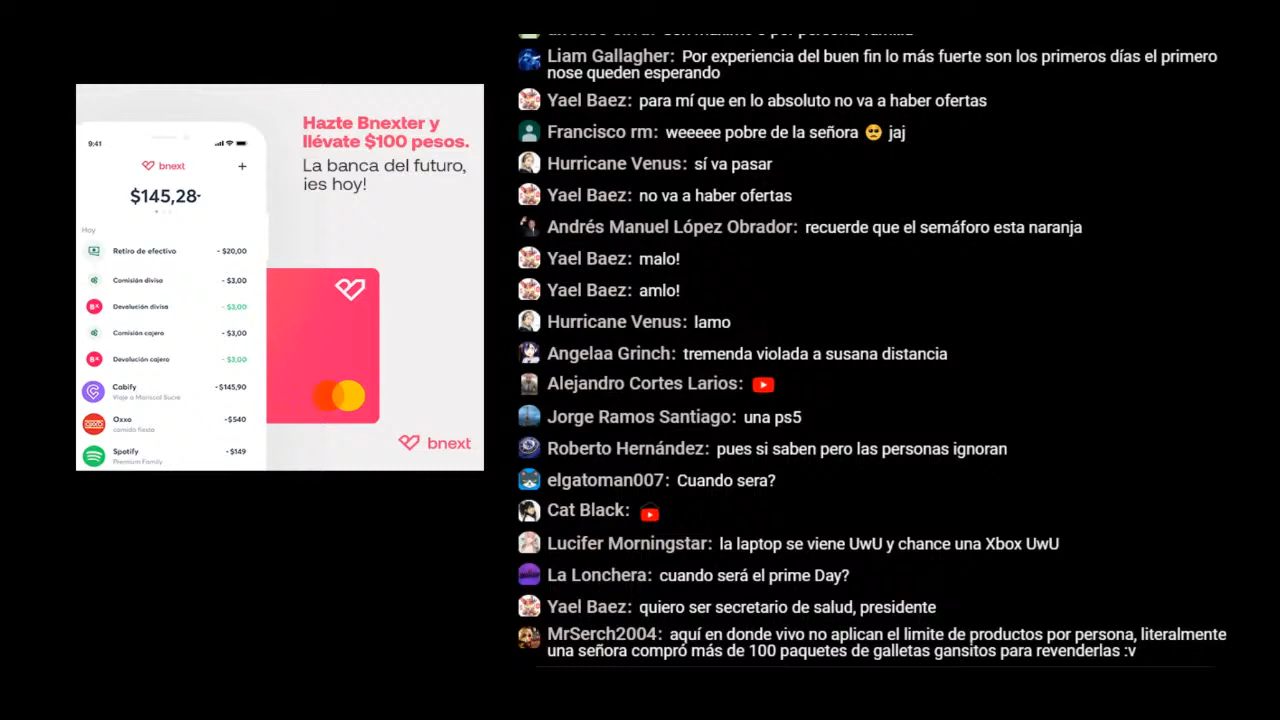 Hazte Bnexter y
llévate $100 pesos.
La banca del futuro,
¡es hoy!
9:41
bnext
+
$145,28
Hoy
Retiro de efectivo - $20,00
Comisión divisa - $3,00
Devolución divisa - $3,00
Comisión cajero - $3,00
Devolución cajero - $3,00
Cabify -$145,90
Viaje a Mariscal Sucre
Oxxo -$540
comida fiesta
Spotify - $149
Premium Family
bnext
Liam Gallagher: Por experiencia del buen fin lo más fuerte son los primeros días el primero
nose queden esperando
Yael Baez: para mí que en lo absoluto no va a haber ofertas
Francisco rm: weeeee pobre de la señora 🥺 jaj
Hurricane Venus: sí va pasar
Yael Baez: no va a haber ofertas
Andrés Manuel López Obrador: recuerde que el semáforo esta naranja
Yael Baez: malo!
Yael Baez: amlo!
Hurricane Venus: lamo
Angelaa Grinch: tremenda violada a susana distancia
Alejandro Cortes Larios:
Jorge Ramos Santiago: una ps5
Roberto Hernández: pues si saben pero las personas ignoran
elgatoman007: Cuando sera?
Cat Black:
Lucifer Morningstar: la laptop se viene UwU y chance una Xbox UwU
La Lonchera: cuando será el prime Day?
Yael Baez: quiero ser secretario de salud, presidente
MrSerch2004: aquí en donde vivo no aplican el limite de productos por persona, literalmente
una señora compró más de 100 paquetes de galletas gansitos para revenderlas :v